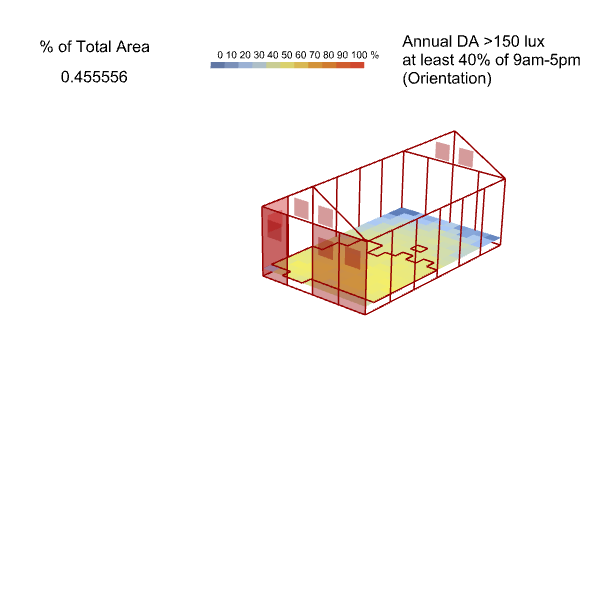 % of Total Area
0.455556
0 10 20 30 40 50 60 70 80 90 100 %
Annual DA >150 lux
at least 40% of 9am-5pm
(Orientation)